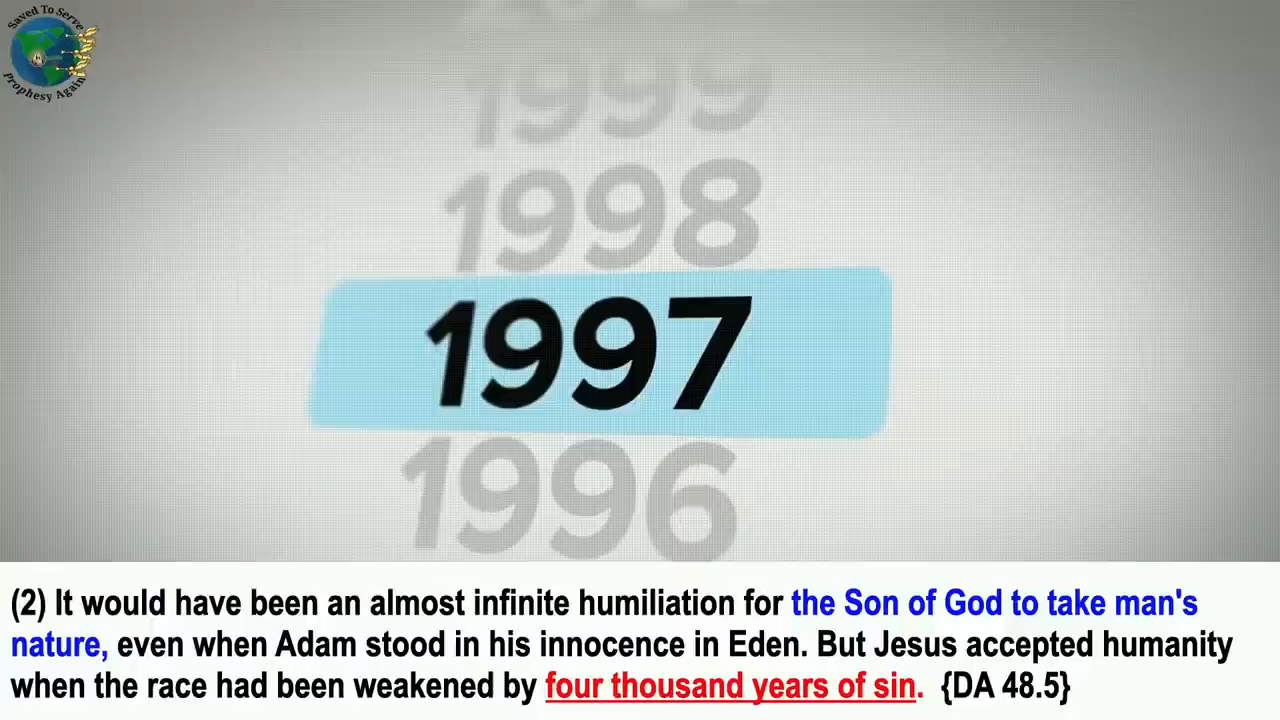 Saved To Serve
Prophesy Again
1999
1998
1997
1996
(2) It would have been an almost infinite humiliation for the Son of God to take man's
nature, even when Adam stood in his innocence in Eden. But Jesus accepted humanity
when the race had been weakened by four thousand years of sin. {DA 48.5}